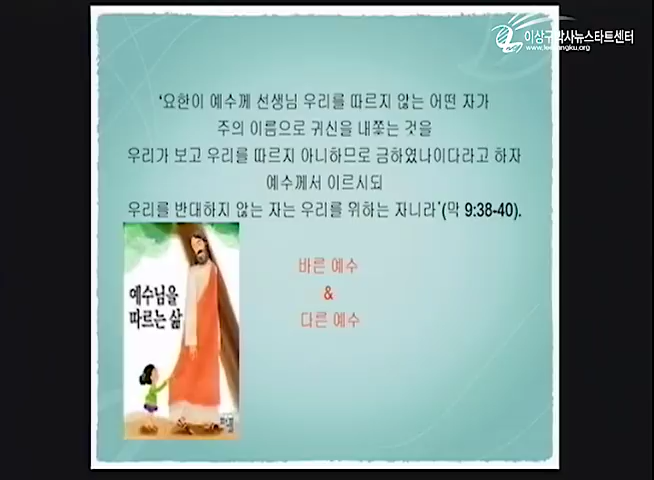 이상구박사뉴스타트센터
‘요한이 예수께 선생님 우리를 따르지 않는 어떤 자가
주의 이름으로 귀신을 내쫓는 것을
우리가 보고 우리를 따르지 아니하므로 금하였나이다라고 하자
예수께서 이르시되
우리를 반대하지 않는 자는 우리를 위하는 자니라’(막 9:38-40).
예수님을
따르는 삶
바른 예수
&
다른 예수